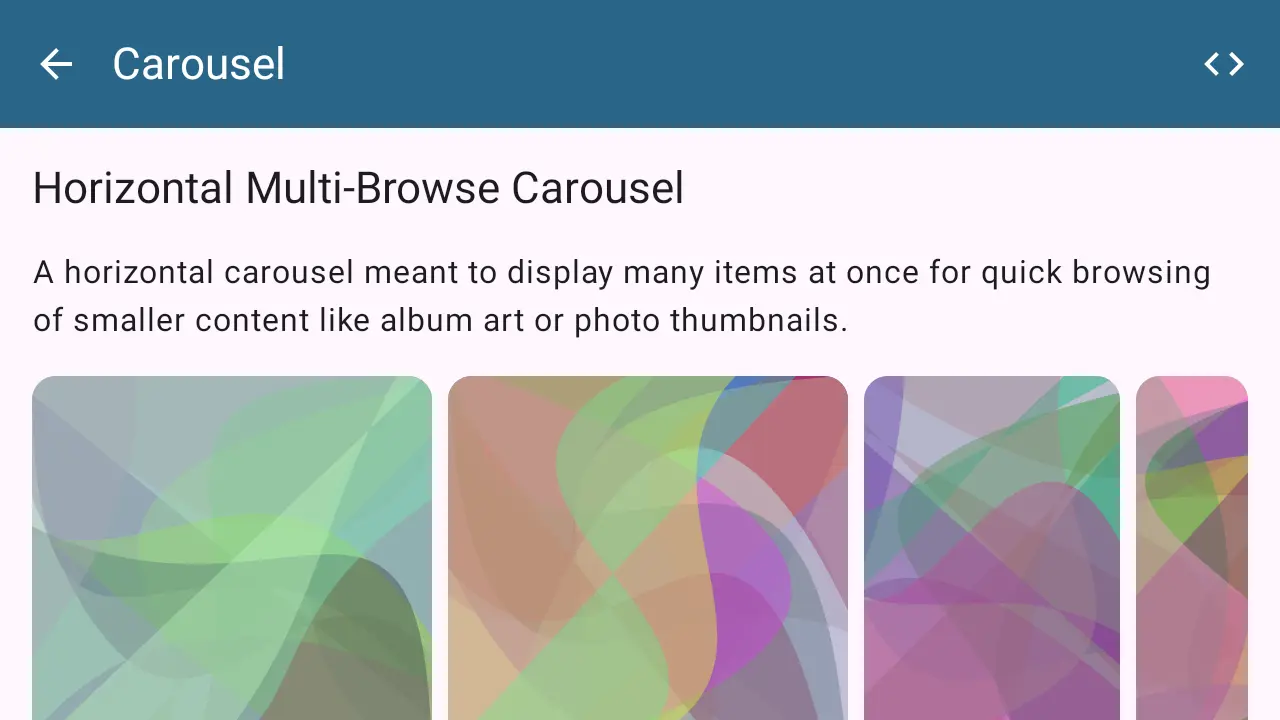 Carousel
Horizontal Multi-Browse Carousel
A horizontal carousel meant to display many items at once for quick browsing
of smaller content like album art or photo thumbnails.